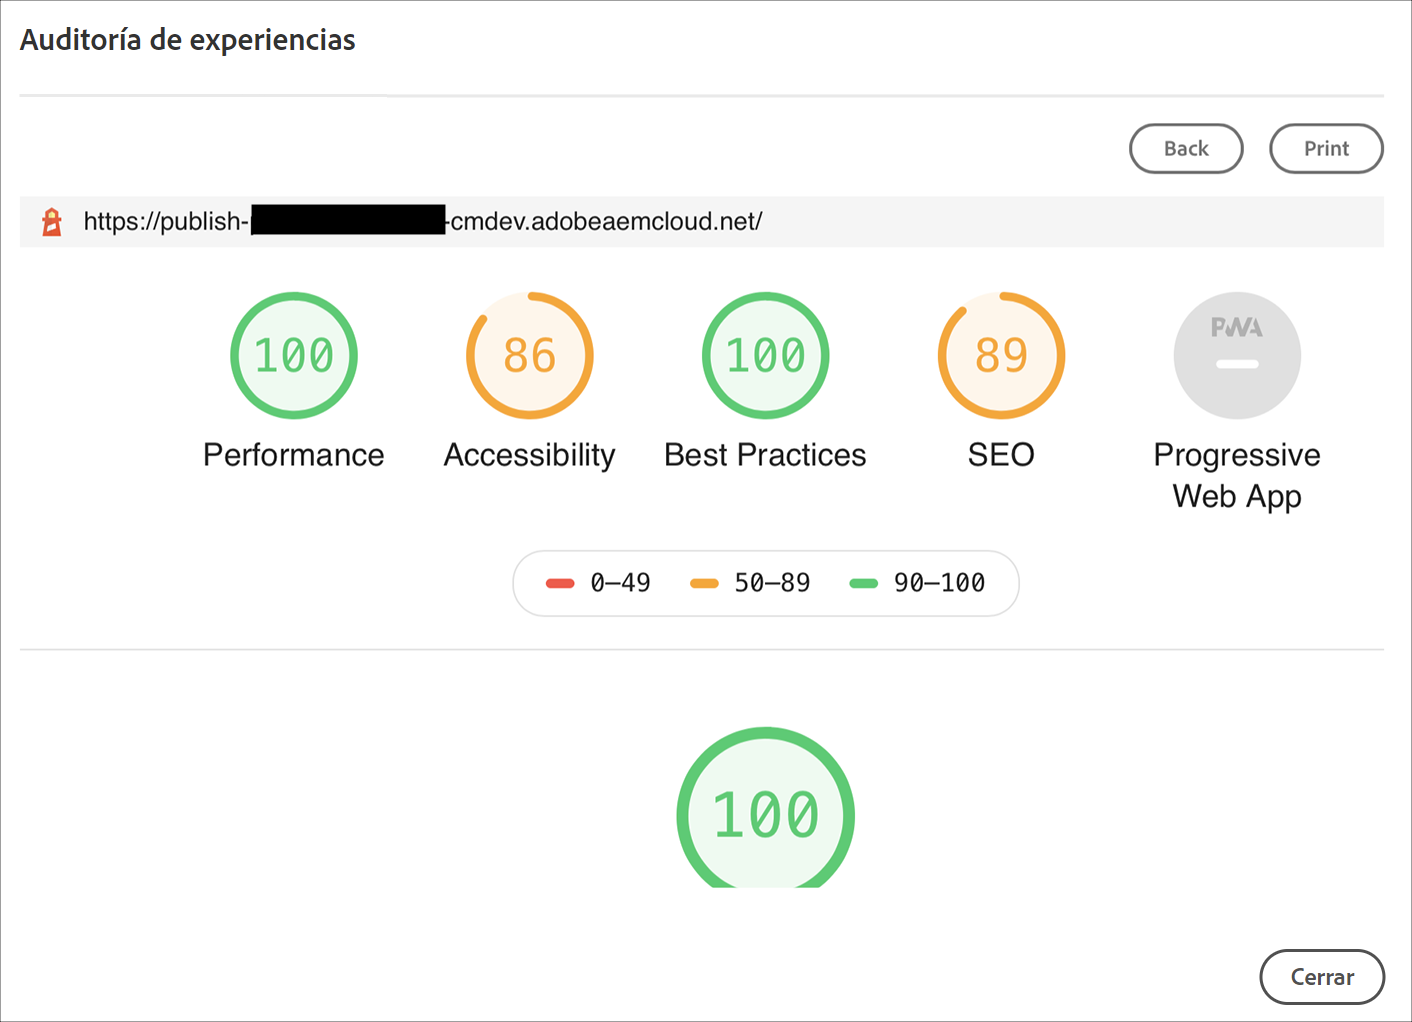 Auditoría de experiencias
Back
Print
https://publish- -cmdev.adobeaemcloud.net/
100
86
100
89
PWA
Performance
Accessibility
Best Practices
SEO
Progressive
Web App
0–49
50–89
90–100
100
Cerrar